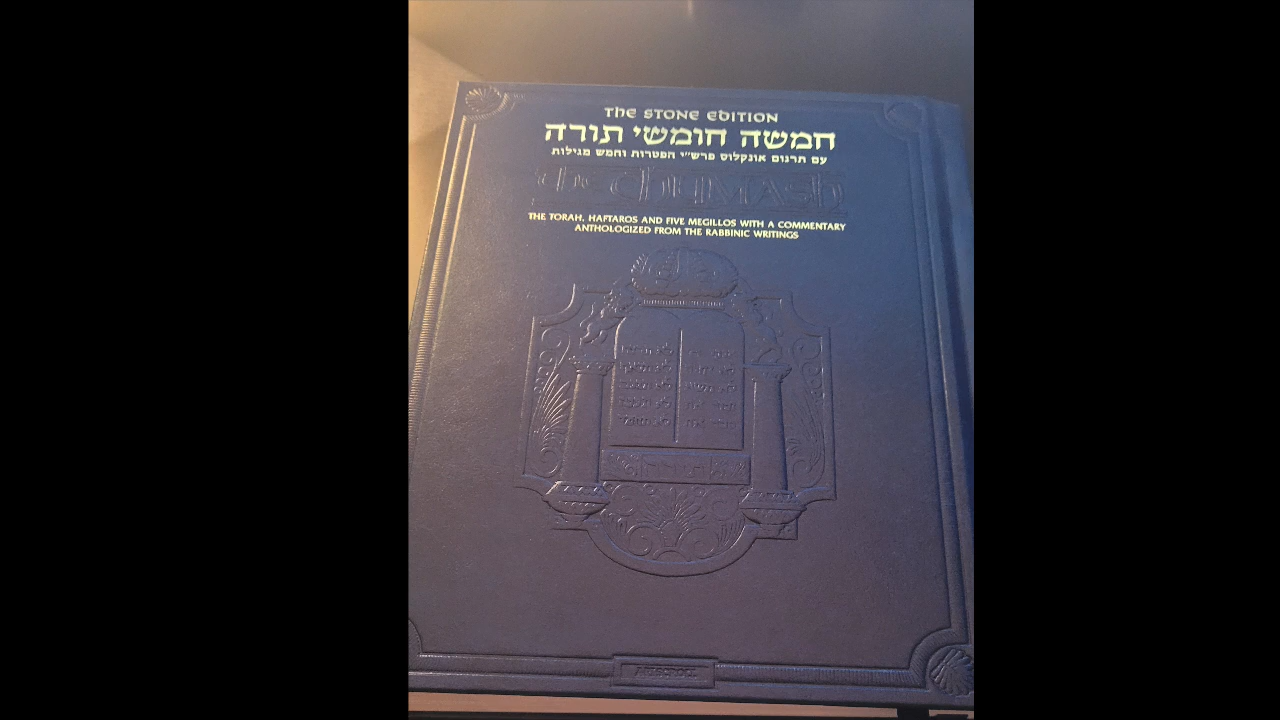 THE STONE EDITION
חמשה חומשי תורה
עם תרגום אונקלוס פרש״י הפטרות וחמש מגילות
the CHUMASH
THE TORAH, HAFTAROS AND FIVE MEGILLOS WITH A COMMENTARY
ANTHOLOGIZED FROM THE RABBINIC WRITINGS
ARTSCROLL